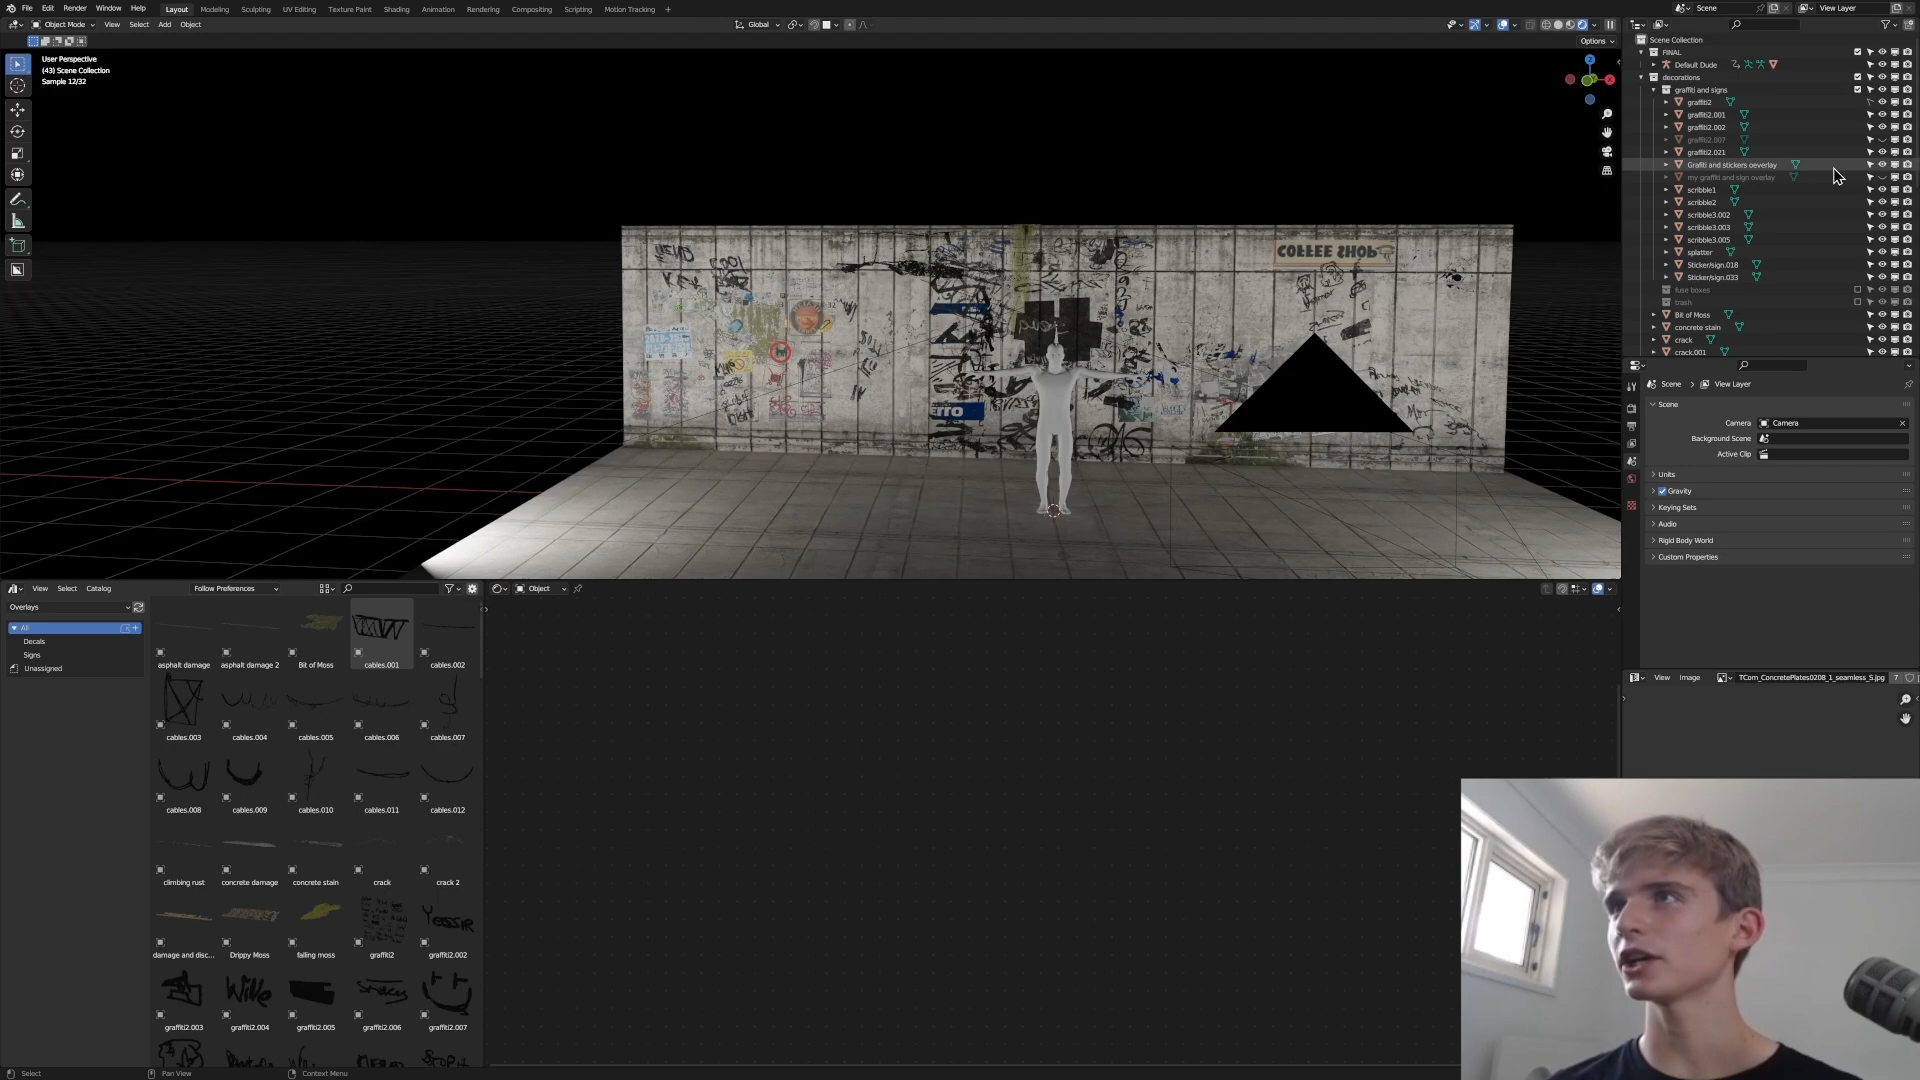 File Edit Render Window Help Layout Modeling Sculpting UV Editing Texture Paint Shading Animation Rendering Compositing Scripting Motion Tracking Scene View Layer
Object Mode View Select Add Object Global
Options
User Perspective
(43) Scene Collection
Sample 12/32
COFFEE SHOP
Scene Collection
FINAL
Default Dude
decorations
graffiti and signs
graffiti2
graffiti2.001
graffiti2.002
graffiti2.007
graffiti2.021
Grafiti and stickers oeverlay
my graffiti and sign overlay
scribble1
scribble2
scribble3.002
scribble3.003
scribble3.005
splatter
Sticker/sign.018
Sticker/sign.033
fuse boxes
trash
Bit of Moss
concrete stain
crack
crack.001
Scene View Layer
Scene
Camera Camera
Background Scene
Active Clip
Units
Gravity
Keying Sets
Audio
Rigid Body World
Custom Properties
View Image TCom_ConcretePlates0208_1_seamless_S.jpg 7
View Select Catalog Follow Preferences Object
Overlays
All
Decals
Signs
Unassigned
asphalt damage asphalt damage 2 Bit of Moss cables.001 cables.002
cables.003 cables.004 cables.005 cables.006 cables.007
cables.008 cables.009 cables.010 cables.011 cables.012
climbing rust concrete damage concrete stain crack crack 2
Yessir
damage and disc... Drippy Moss falling moss graffiti2 graffiti2.002
Wille
graffiti2.003 graffiti2.004 graffiti2.005 graffiti2.006 graffiti2.007
Select Pan View Context Menu